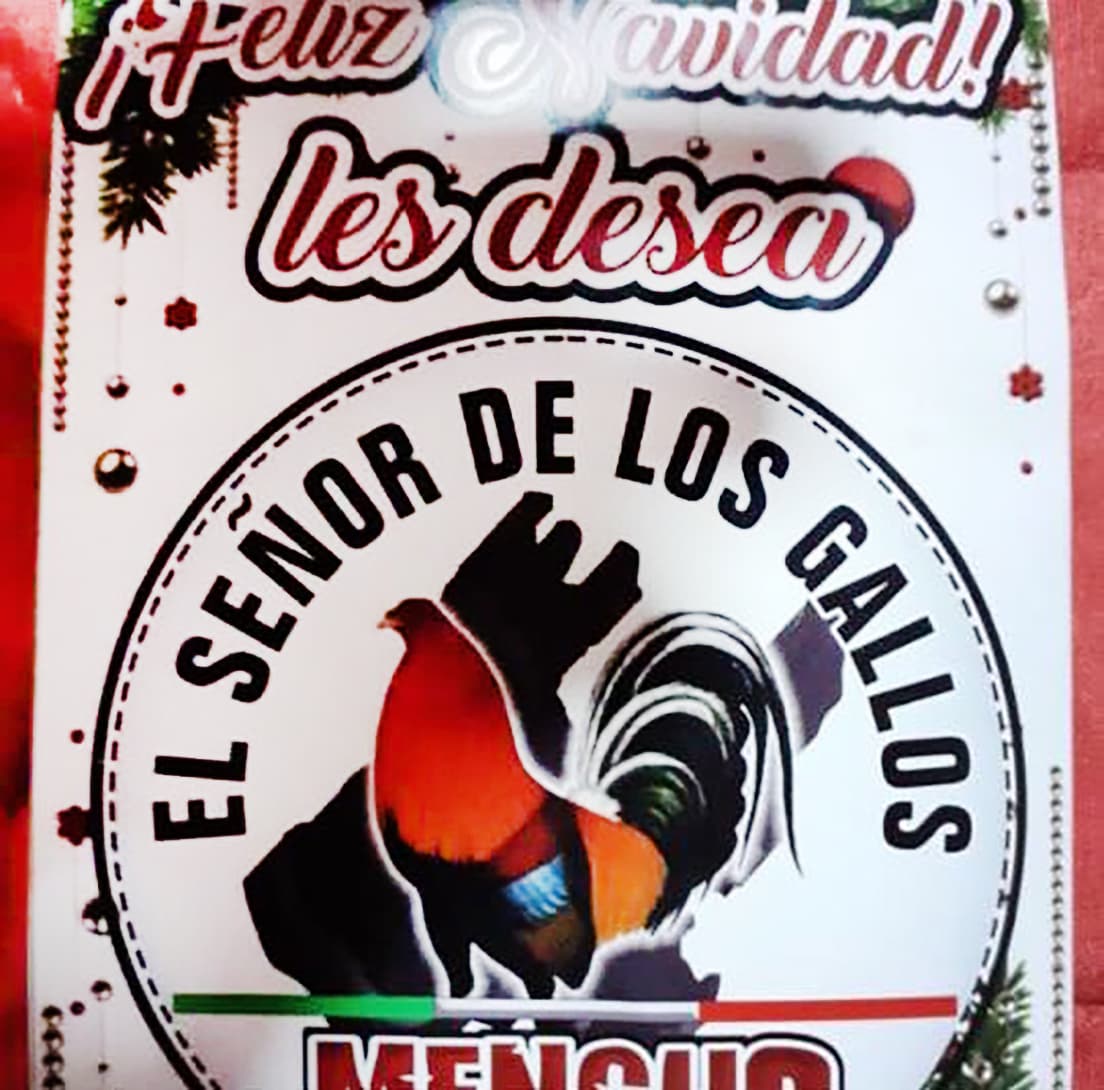 ¡Feliz Navidad!
les desea
EL SEÑOR DE LOS GALLOS